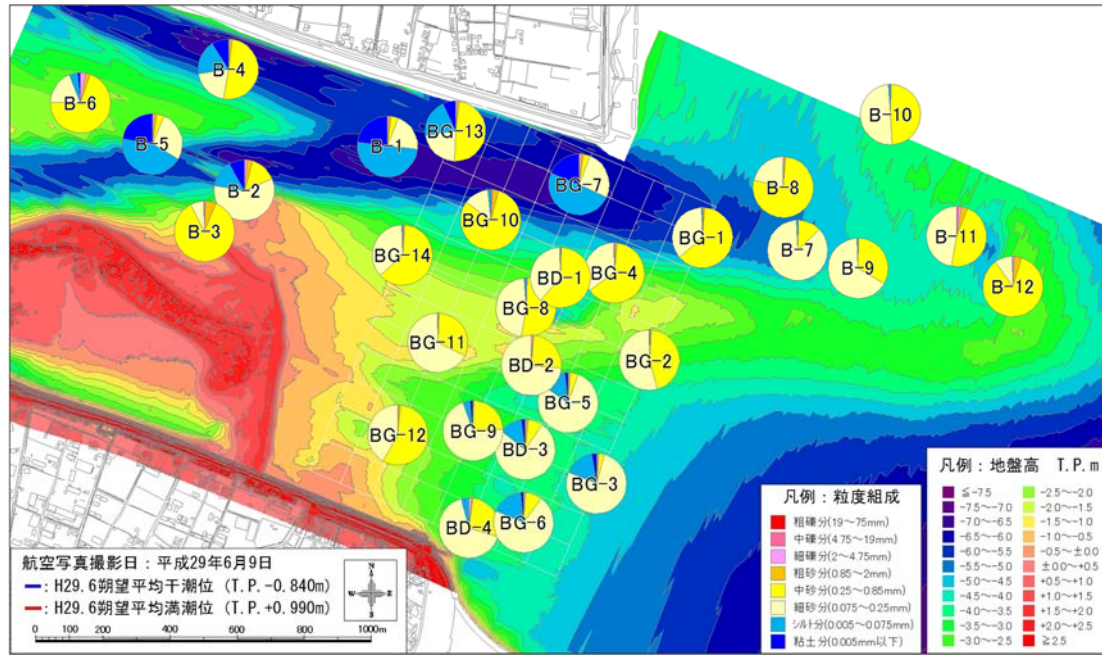 B-4
B-6
B-10
BG-13
B-5
B-1
B-2
BG-7
B-8
B-3
BG-10
BG-1
B-7
B-11
BG-14
BD-1
BG-4
B-9
B-12
BG-8
BG-11
BD-2
BG-2
BG-5
BG-12
BG-9
BD-3
BG-3
BD-4
BG-6
航空写真撮影日：平成29年6月9日
：H29.6朔望平均干潮位 (T.P.-0.840m)
：H29.6朔望平均満潮位 (T.P.+0.990m)
0 200 400 600 800 1000m
N
W E
S
凡例：粒度組成
粗礫分(19～75mm)
中礫分(4.75～19mm)
細礫分(2～4.75mm)
粗砂分(0.85～2mm)
中砂分(0.25～0.85mm)
細砂分(0.075～0.25mm)
シルト分(0.005～0.075mm)
粘土分(0.005mm以下)
凡例：地盤高 T.P.m
≦-7.5 -2.5～-2.0
-7.5～-7.0 -2.0～-1.5
-7.0～-6.5 -1.5～-1.0
-6.5～-6.0 -1.0～-0.5
-6.0～-5.5 -0.5～±0.0
-5.5～-5.0 ±0.0～+0.5
-5.0～-4.5 +0.5～+1.0
-4.5～-4.0 +1.0～+1.5
-4.0～-3.5 +1.5～+2.0
-3.5～-3.0 +2.0～+2.5
-3.0～-2.5 ≧2.5